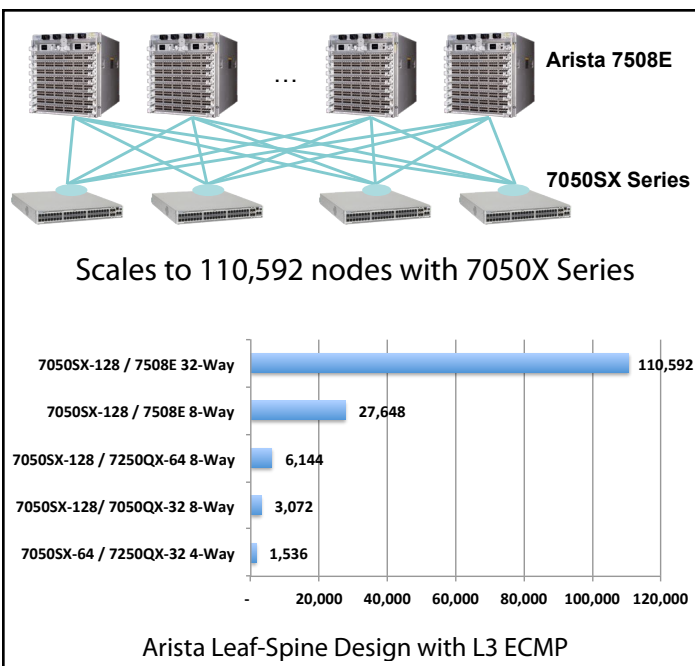 Arista 7508E
...
7050SX Series
Scales to 110,592 nodes with 7050X Series
7050SX-128 / 7508E 32-Way
110,592
7050SX-128 / 7508E 8-Way
27,648
7050SX-128 / 7250QX-64 8-Way
6,144
7050SX-128/ 7050QX-32 8-Way
3,072
7050SX-64 / 7250QX-32 4-Way
1,536
- 20,000 40,000 60,000 80,000 100,000 120,000
Arista Leaf-Spine Design with L3 ECMP